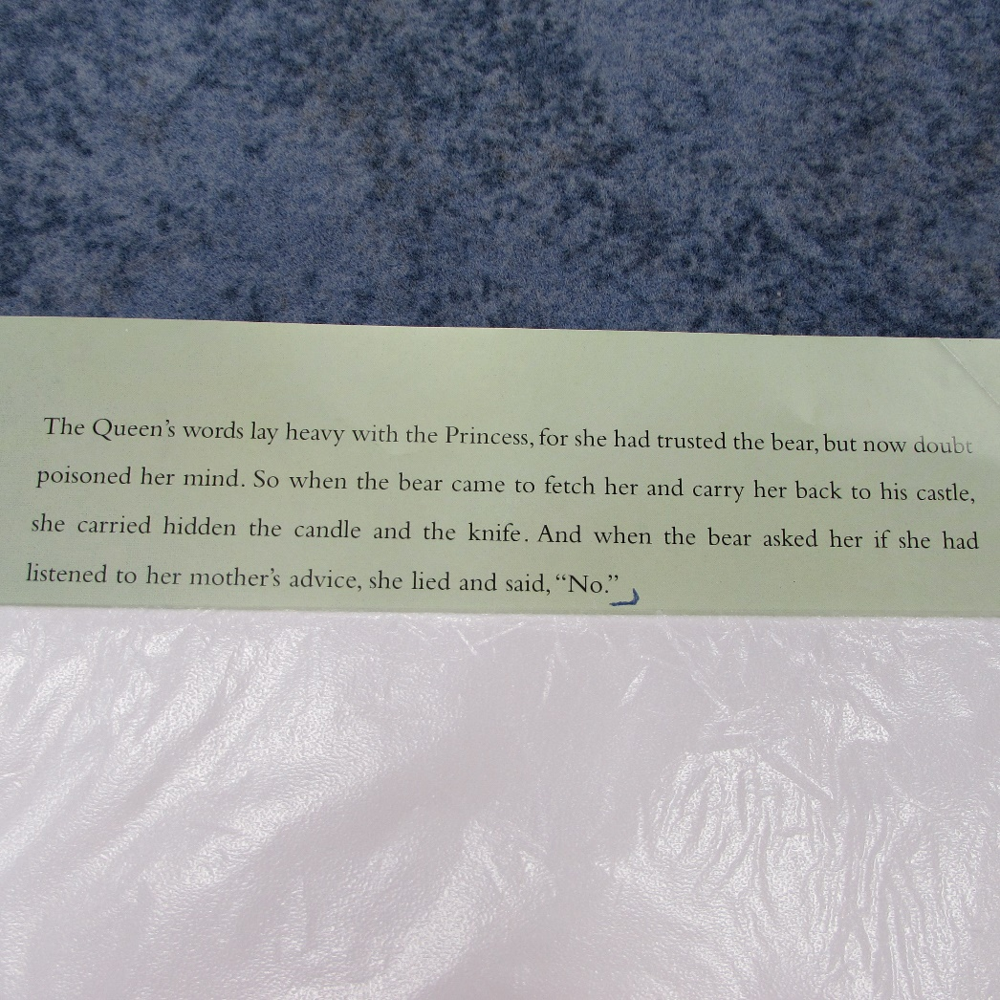 The Queen’s words lay heavy with the Princess, for she had trusted the bear, but now doubt
poisoned her mind. So when the bear came to fetch her and carry her back to his castle,
she carried hidden the candle and the knife. And when the bear asked her if she had
listened to her mother’s advice, she lied and said, “No.”